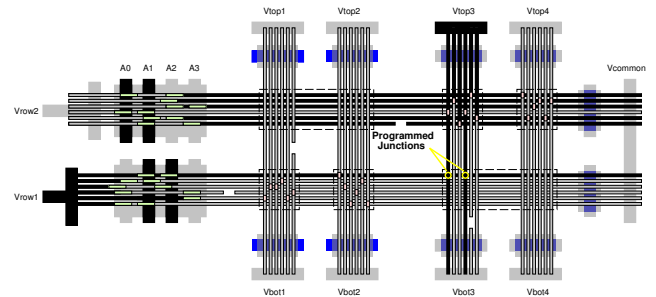 Vtop1 Vtop2 Vtop3 Vtop4
A0 A1 A2 A3 Vcommon
Vrow2
Programmed
Junctions
Vrow1
Vbot1 Vbot2 Vbot3 Vbot4